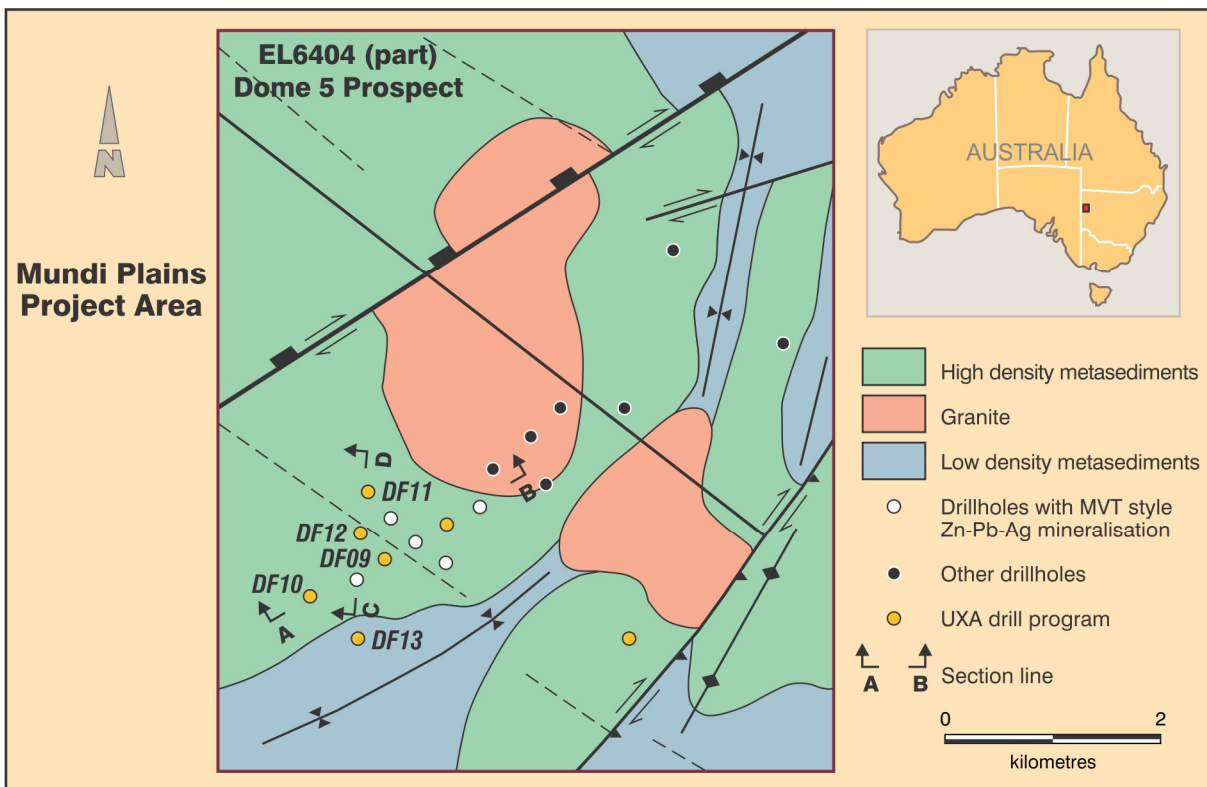 EL6404 (part)
Dome 5 Prospect
N
Mundi Plains
Project Area
D
DF11
B
DF12
DF09
DF10
A
C
DF13
AUSTRALIA
High density metasediments
Granite
Low density metasediments
Drillholes with MVT style
Zn-Pb-Ag mineralisation
Other drillholes
UXA drill program
A B Section line
0 2
kilometres